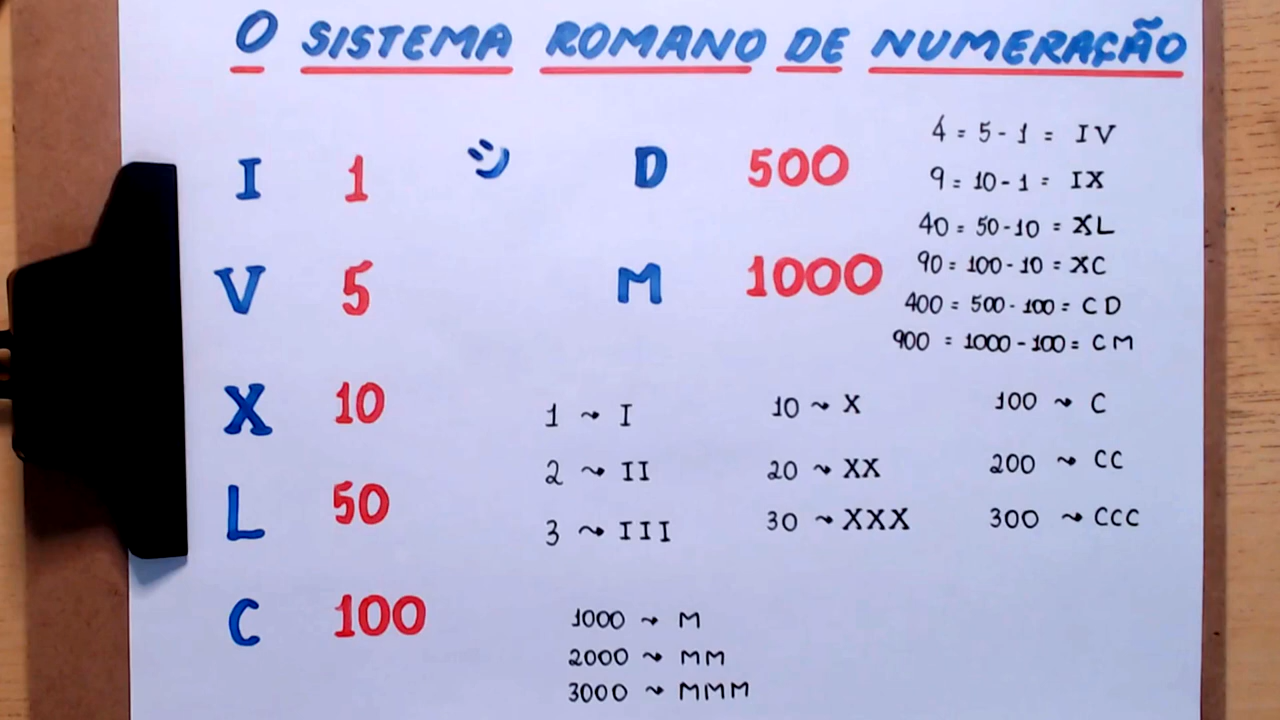 O SISTEMA ROMANO DE NUMERAÇÃO
I 1
V 5
X 10
L 50
C 100
D 500
M 1000
4 = 5 - 1 = IV
9 = 10 - 1 = IX
40 = 50 - 10 = XL
90 = 100 - 10 = XC
400 = 500 - 100 = CD
900 = 1000 - 100 = CM
1 ~ I
2 ~ II
3 ~ III
10 ~ X
20 ~ XX
30 ~ XXX
100 ~ C
200 ~ CC
300 ~ CCC
1000 ~ M
2000 ~ MM
3000 ~ MMM